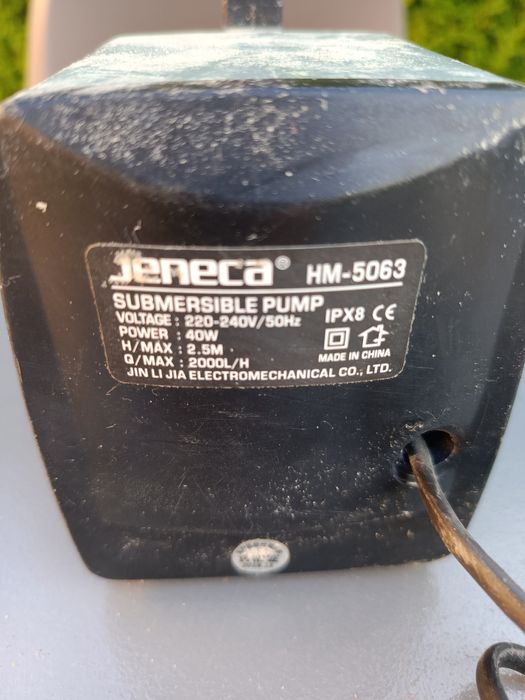 Jeneca® HM-5063
SUBMERSIBLE PUMP
VOLTAGE : 220-240V/50Hz
IPX8 CE
POWER : 40W
H/MAX : 2.5M
Q/MAX : 2000L/H
MADE IN CHINA
JIN LI JIA ELECTROMECHANICAL CO., LTD.